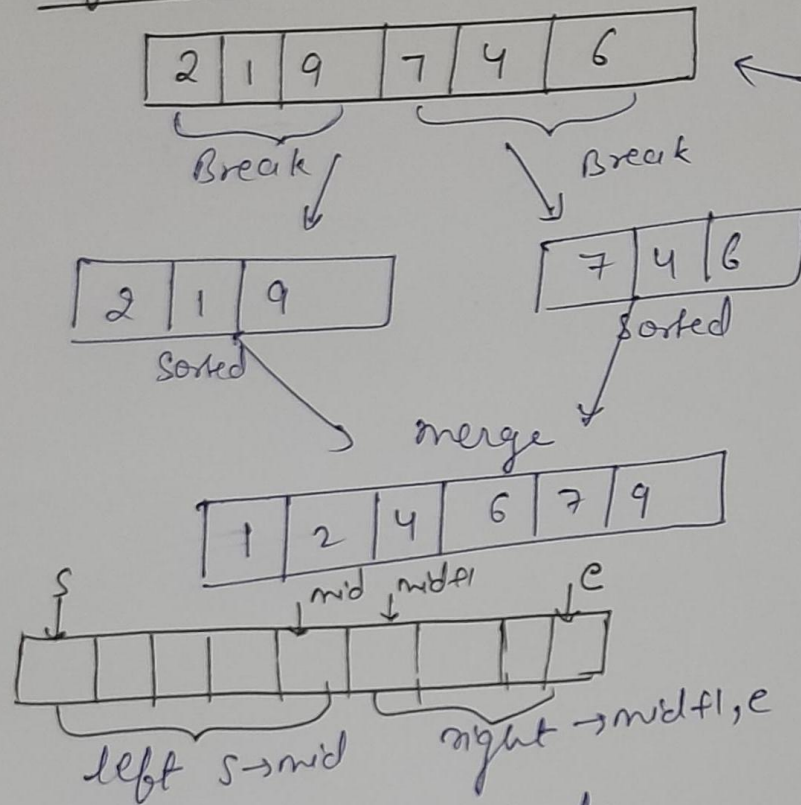 2 1 9 7 4 6
Break Break
2 1 9 7 4 6
Sorted Sorted
merge
1 2 4 6 7 9
s mid mid+1 e
left s→mid right → mid+1, e